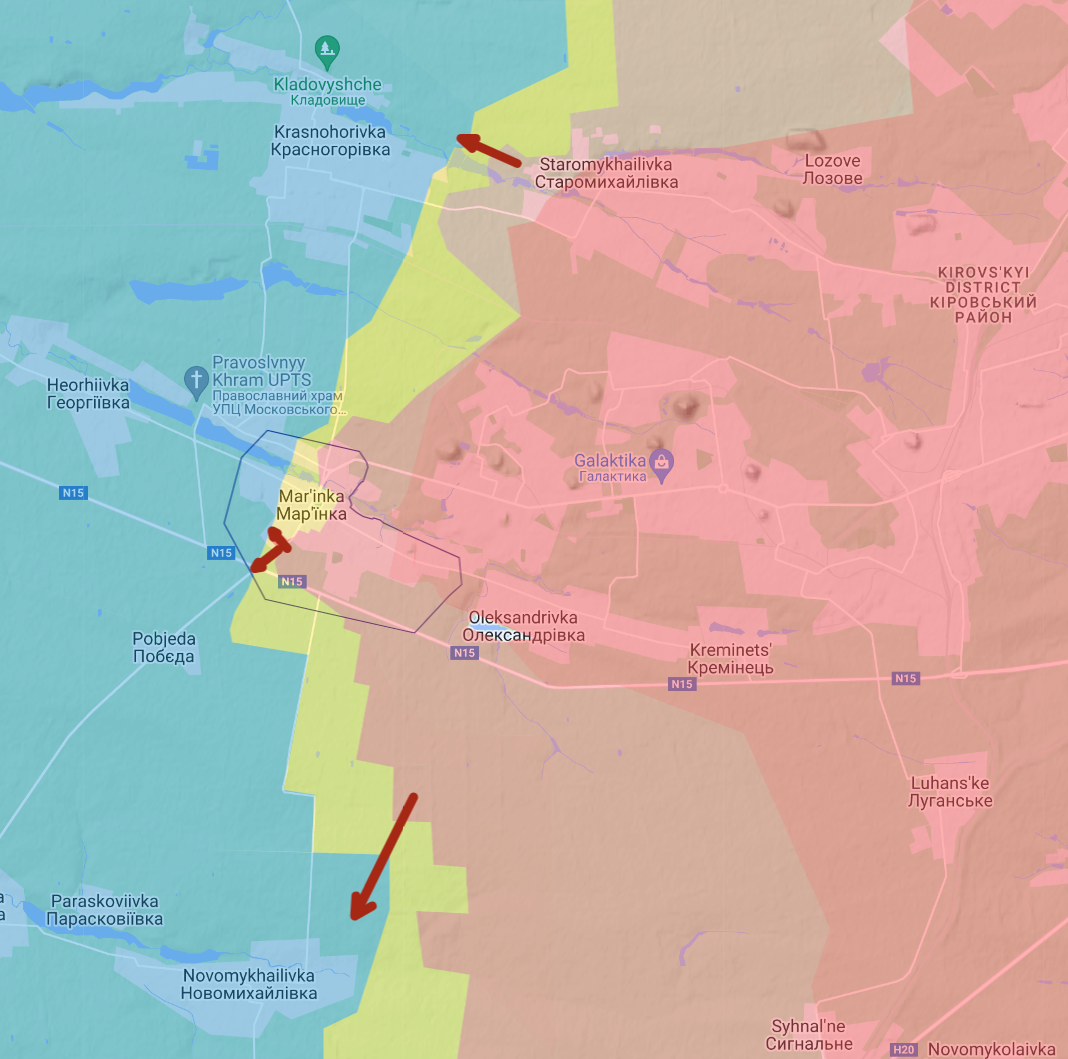 Kladovyshche
Кладовище
Krasnohorivka
Красногорівка
Staromykhailivka
Старомихайлівка
Lozove
Лозове
KIROVS'KYI
DISTRICT
КІРОВСЬКИЙ
РАЙОН
Pravoslvnyy
Khram UPTS
Православний храм
УПЦ Московського...
Heorhiivka
Георгіївка
Galaktika
Галактика
N15
Mar'inka
Мар'їнка
N15
N15
Oleksandrivka
Олександрівка
N15
Pobjeda
Побєда
Kreminets'
Кремінець
N15
N15
Luhans'ke
Луганське
a
а
Paraskoviivka
Парасковіївка
Novomykhailivka
Новомихайлівка
Syhnal'ne
Сигнальне
H20
Novomykolaivka